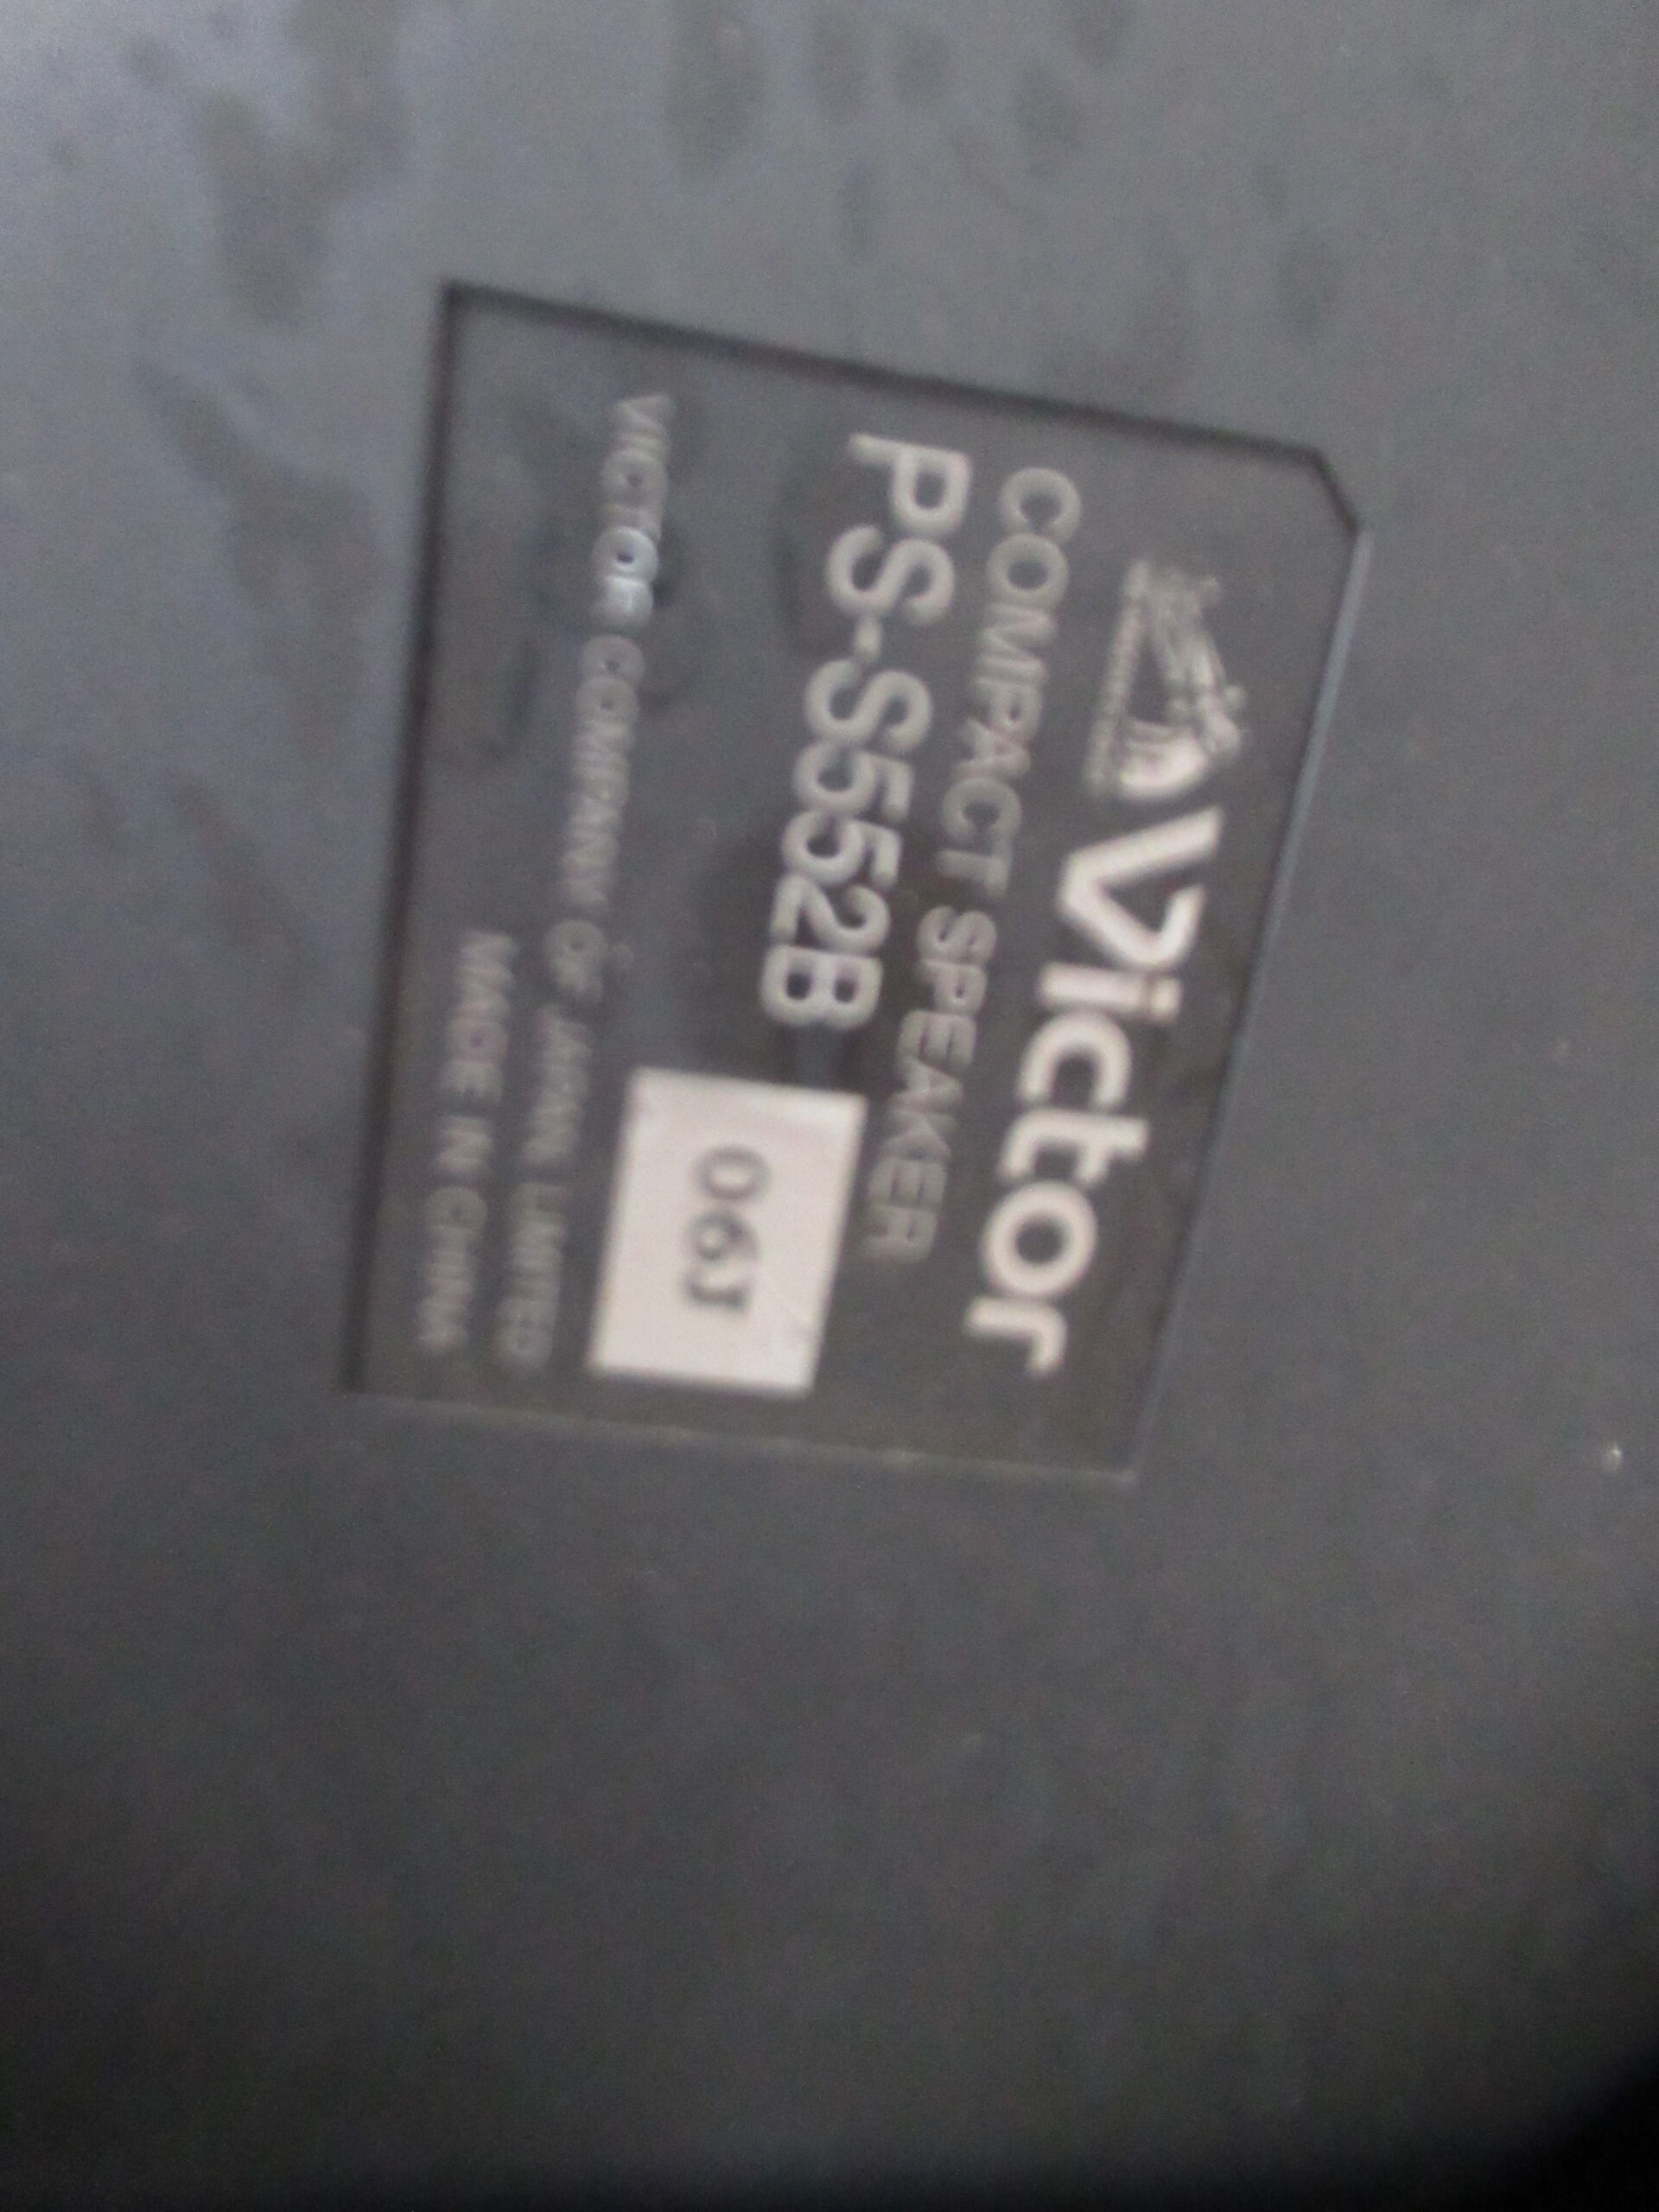 Victor
COMPACT SPEAKER
PS-S552B
06J
VICTOR COMPANY OF JAPAN, LIMITED
MADE IN CHINA